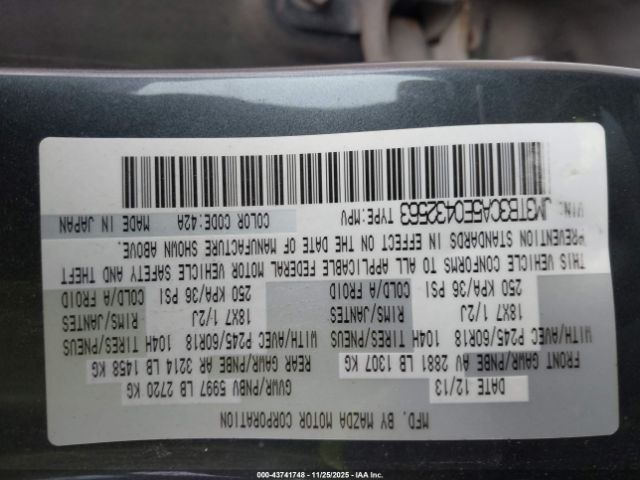 MFD. BY MAZDA MOTOR CORPORATION
DATE 12/13 GVWR/PNBV 5997 LB 2720 KG
FRONT GAWR/PNBE AV 2881 LB 1307 KG REAR GAWR/PNBE AR 3214 LB 1458 KG
WITH/AVEC P245/60R18 104H TIRES/PNEUS WITH/AVEC P245/60R18 104H TIRES/PNEUS
18X7 1/2J RIMS/JANTES 18X7 1/2J RIMS/JANTES
250 KPA/36 PSI COLD/A FROID 250 KPA/36 PSI COLD/A FROID
THIS VEHICLE CONFORMS TO ALL APPLICABLE FEDERAL MOTOR VEHICLE SAFETY AND THEFT
PREVENTION STANDARDS IN EFFECT ON THE DATE OF MANUFACTURE SHOWN ABOVE.
VIN: JM3TB3CA5E0432563 TYPE:MPV COLOR CODE:42A MADE IN JAPAN
000-43741748 - 11/25/2025 - IAA Inc.